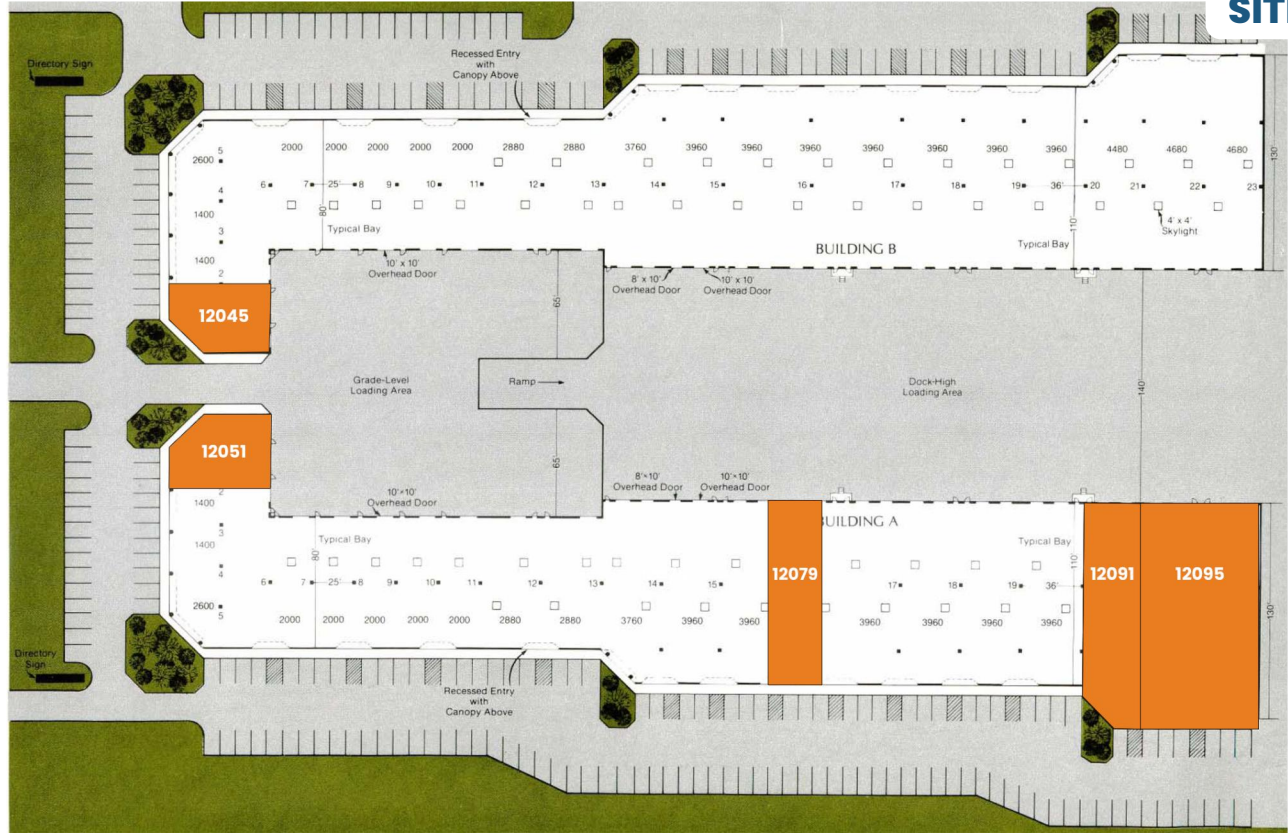 SIT
Directory Sign
Recessed Entry
with
Canopy Above
2000 2000 2000 2000 2000 2880 2880 3760 3960 3960 3960 3960 3960 3960 3960 4480 4680 4680
5
2600
4
1400
3
1400
2
6 7 25' 8 9 10 11 12 13 14 15 16 17 18 19 36' 20 21 22 23
80'
110'
130'
Typical Bay
4' x 4'
Skylight
Typical Bay
BUILDING B
10' x 10'
Overhead Door
8' x 10'
Overhead Door
10' x 10'
Overhead Door
12045
65'
Grade-Level
Loading Area
Ramp
Dock-High
Loading Area
140'
12051
65'
8'x10'
Overhead Door
10'x10'
Overhead Door
10'x10'
Overhead Door
2
1400
3
1400
4
2600
5
BUILDING A
Typical Bay
Typical Bay
80'
110'
130'
12079
12091
12095
6 7 25' 8 9 10 11 12 13 14 15 17 18 19 36'
2000 2000 2000 2000 2000 2880 2880 3760 3960 3960 3960 3960 3960 3960
Directory
Sign
Recessed Entry
with
Canopy Above